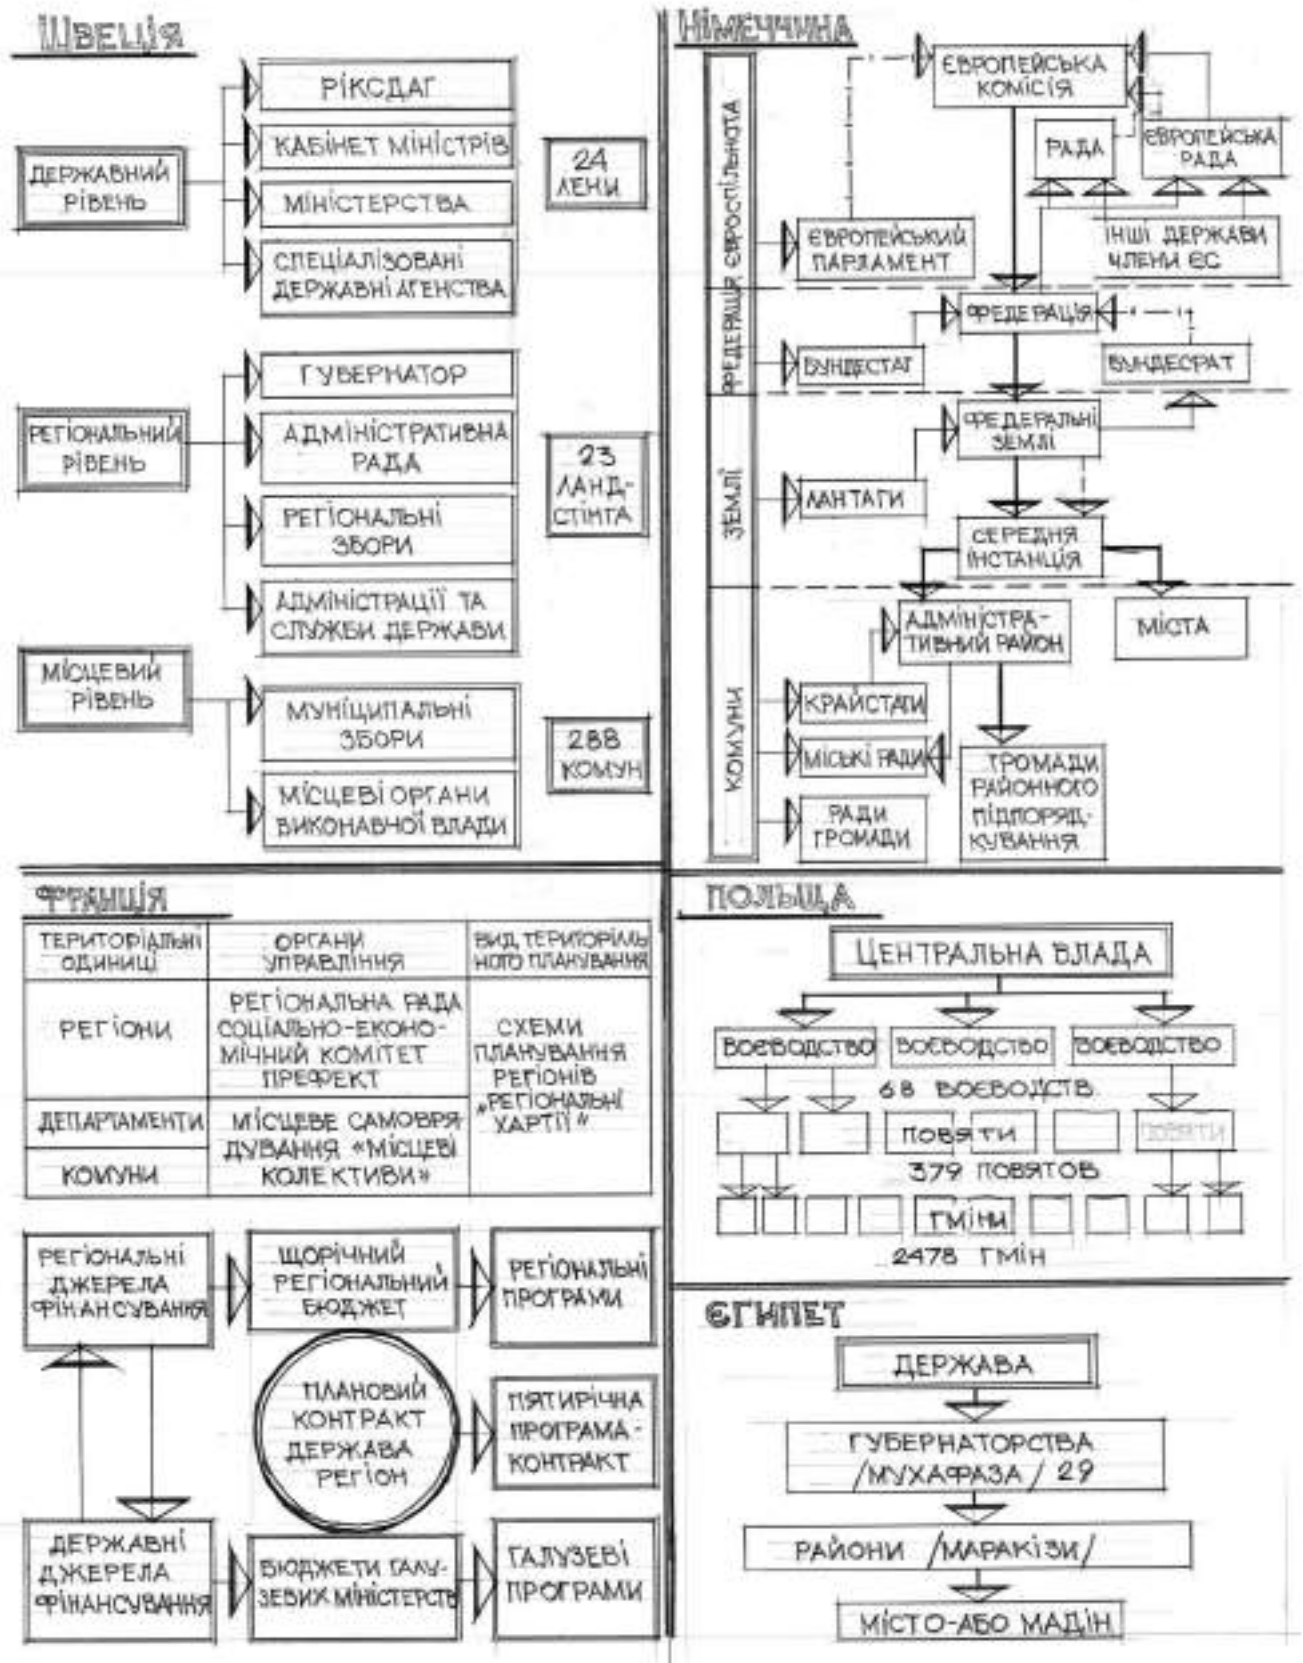 ШВЕЦІЯ
ДЕРЖАВНИЙ
РІВЕНЬ
РІКСДАГ
КАБІНЕТ МІНІСТРІВ
МІНІСТЕРСТВА
СПЕЦІАЛІЗОВАНІ
ДЕРЖАВНІ АГЕНСТВА
24
ЛЕНИ
РЕГІОНАЛЬНИЙ
РІВЕНЬ
ГУБЕРНАТОР
АДМІНІСТРАТИВНА
РАДА
РЕГІОНАЛЬНІ
ЗБОРИ
АДМІНІСТРАЦІЇ ТА
СЛУЖБИ ДЕРЖАВИ
23
ЛАНД-
СТІНГА
МІСЦЕВИЙ
РІВЕНЬ
МУНІЦИПАЛЬНІ
ЗБОРИ
МІСЦЕВІ ОРГАНИ
ВИКОНАВЧОЇ ВЛАДИ
288
КОМУН
НІМЕЧЧИНА
ЄВРОСПІЛЬНОТА
ФЕДЕРАЦІЯ
ЗЕМЛІ
КОМУНИ
ЄВРОПЕЙСЬКА
КОМІСІЯ
РАДА
ЄВРОПЕЙСЬКА
РАДА
ЄВРОПЕЙСЬКИЙ
ПАРЛАМЕНТ
ІНШІ ДЕРЖАВИ
ЧЛЕНИ ЄС
ФЕДЕРАЦІЯ
БУНДЕСТАГ
БУНДЕСРАТ
ФЕДЕРАЛЬНІ
ЗЕМЛІ
ЛАНТАГИ
СЕРЕДНЯ
ІНСТАНЦІЯ
АДМІНІСТРА-
ТИВНИЙ РАЙОН
МІСТА
КРАЙСТАГИ
МІСЬКІ РАДИ
РАДИ
ГРОМАДИ
ГРОМАДИ
РАЙОННОГО
ПІДПОРЯД-
КУВАННЯ
ФРАНЦІЯ
ТЕРИТОРІАЛЬНІ
ОДИНИЦІ
ОРГАНИ
УПРАВЛІННЯ
ВИД ТЕРИТОРІАЛЬ
НОГО ПЛАНУВАННЯ
РЕГІОНИ
РЕГІОНАЛЬНА РАДА
СОЦІАЛЬНО-ЕКОНО-
МІЧНИЙ КОМІТЕТ
ПРЕФЕКТ
СХЕМИ
ПЛАНУВАННЯ
РЕГІОНІВ
„РЕГІОНАЛЬНІ
ХАРТІЇ"
ДЕПАРТАМЕНТИ
КОМУНИ
МІСЦЕВЕ САМОВРЯ
ДУВАННЯ «МІСЦЕВІ
КОЛЕКТИВИ»
РЕГІОНАЛЬНІ
ДЖЕРЕЛА
ФІНАНСУВАННЯ
ЩОРІЧНИЙ
РЕГІОНАЛЬНИЙ
БЮДЖЕТ
РЕГІОНАЛЬНІ
ПРОГРАМИ
ПЛАНОВИЙ
КОНТРАКТ
ДЕРЖАВА
РЕГІОН
ПЯТИРІЧНА
ПРОГРАМА-
КОНТРАКТ
ДЕРЖАВНІ
ДЖЕРЕЛА
ФІНАНСУВАННЯ
БЮДЖЕТИ ГАЛУ-
ЗЕВИХ МІНІСТЕРСТВ
ГАЛУЗЕВІ
ПРОГРАМИ
ПОЛЬЩА
ЦЕНТРАЛЬНА ВЛАДА
ВОЄВОДСТВО ВОЄВОДСТВО ВОЄВОДСТВО
68 ВОЄВОДСТВ.
ПОВЯТИ ПОВЯТИ
379 ПОВЯТОВ
ГМІНИ
2478 ГМІН
ЄГИПЕТ
ДЕРЖАВА
ГУБЕРНАТОРСТВА
/МУХАФАЗА/ 29
РАЙОНИ /МАРАКІЗИ/
МІСТО-АБО МАДІН